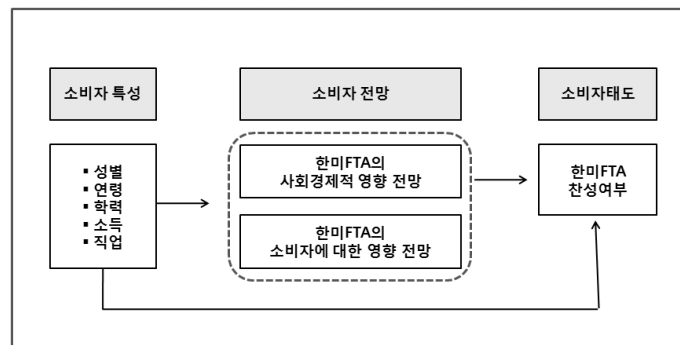 소비자 특성
소비자 전망
소비자태도
▪ 성별
▪ 연령
▪ 학력
▪ 소득
▪ 직업
한미FTA의
사회경제적 영향 전망
한미FTA의
소비자에 대한 영향 전망
한미FTA
찬성여부